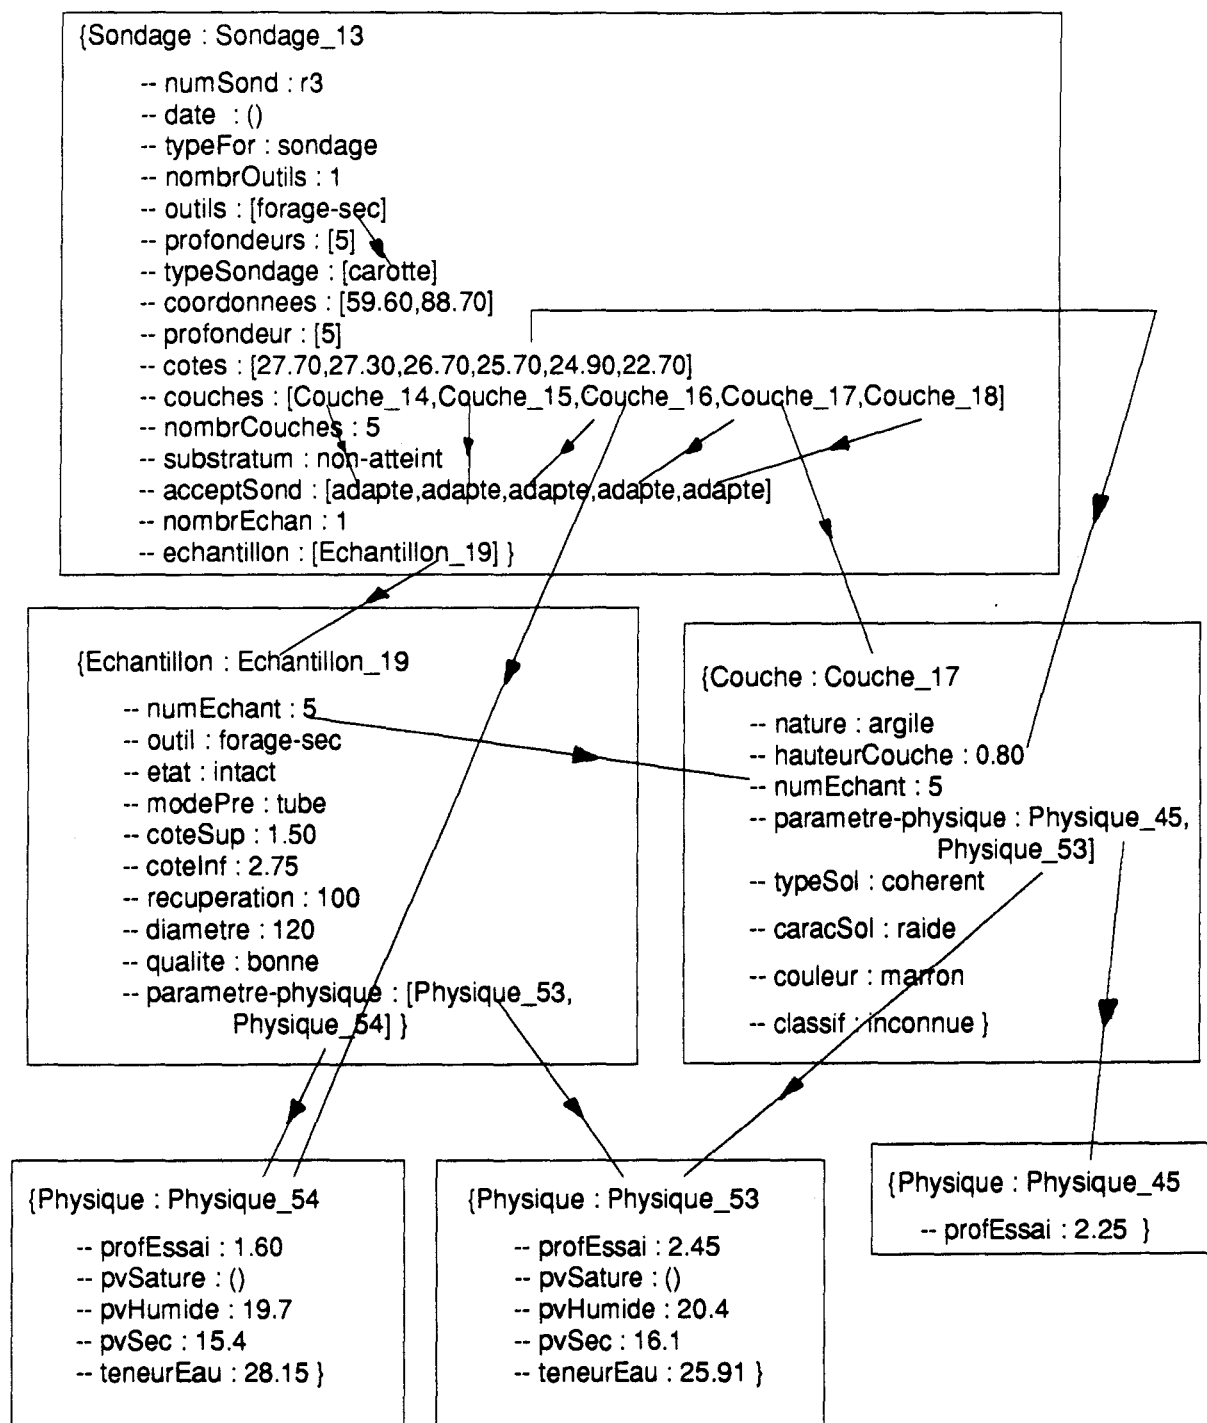 {Sondage : Sondage_13
-- numSond : r3
-- date : ()
-- typeFor : sondage
-- nombrOutils : 1
-- outils : [forage-sec]
-- profondeurs : [5]
-- typeSondage : [carotte]
-- coordonnees : [59.60,88.70]
-- profondeur : [5]
-- cotes : [27.70,27.30,26.70,25.70,24.90,22.70]
-- couches : [Couche_14,Couche_15,Couche_16,Couche_17,Couche_18]
-- nombrCouches : 5
-- substratum : non-atteint
-- acceptSond : [adapte,adapte,adapte,adapte,adapte]
-- nombrEchan : 1
-- echantillon : [Echantillon_19] }
{Echantillon : Echantillon_19
-- numEchant : 5
-- outil : forage-sec
-- etat : intact
-- modePre : tube
-- coteSup : 1.50
-- coteInf : 2.75
-- recuperation : 100
-- diametre : 120
-- qualite : bonne
-- parametre-physique : [Physique_53,
Physique_54] }
{Couche : Couche_17
-- nature : argile
-- hauteurCouche : 0.80
-- numEchant : 5
-- parametre-physique : Physique_45,
Physique_53]
-- typeSol : coherent
-- caracSol : raide
-- couleur : marron
-- classif : inconnue }
{Physique : Physique_54
-- profEssai : 1.60
-- pvSature : ()
-- pvHumide : 19.7
-- pvSec : 15.4
-- teneurEau : 28.15 }
{Physique : Physique_53
-- profEssai : 2.45
-- pvSature : ()
-- pvHumide : 20.4
-- pvSec : 16.1
-- teneurEau : 25.91 }
{Physique : Physique_45
-- profEssai : 2.25 }